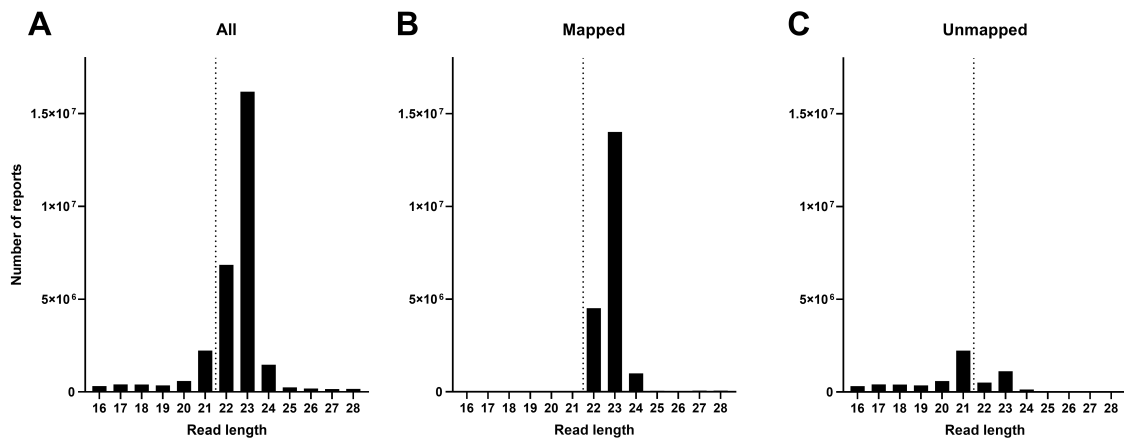 A
All
Number of reports
1.5×10⁷
1×10⁷
5×10⁶
0
16 17 18 19 20 21 22 23 24 25 26 27 28
Read length
B
Mapped
1.5×10⁷
1×10⁷
5×10⁶
0
16 17 18 19 20 21 22 23 24 25 26 27 28
Read length
C
Unmapped
1.5×10⁷
1×10⁷
5×10⁶
0
16 17 18 19 20 21 22 23 24 25 26 27 28
Read length